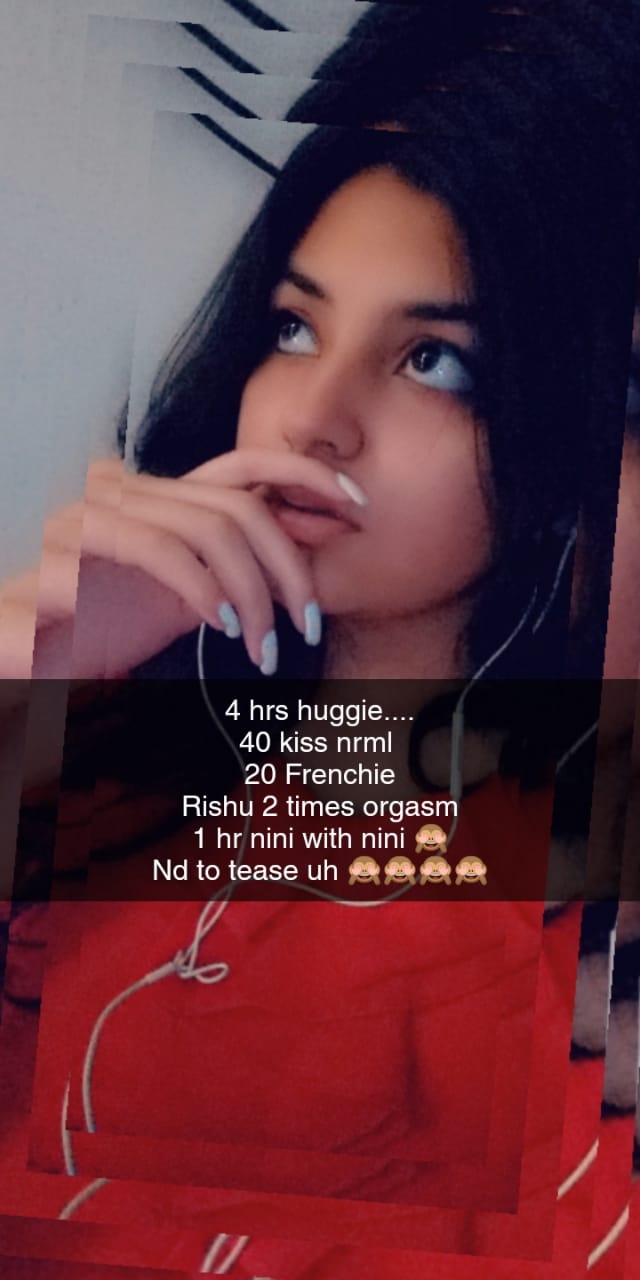 4 hrs huggie....
40 kiss nrml
20 Frenchie
Rishu 2 times orgasm
1 hr nini with nini 🙈
Nd to tease uh 🙈🙈🙈🙈